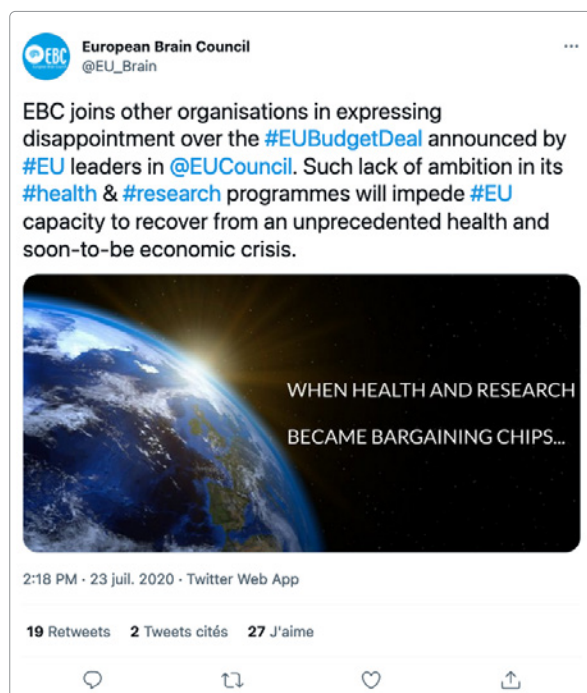 EBC
European Brain Council
@EU_Brain
EBC joins other organisations in expressing
disappointment over the #EUBudgetDeal announced by
#EU leaders in @EUCouncil. Such lack of ambition in its
#health & #research programmes will impede #EU
capacity to recover from an unprecedented health and
soon-to-be economic crisis.
WHEN HEALTH AND RESEARCH
BECAME BARGAINING CHIPS...
2:18 PM · 23 juil. 2020 · Twitter Web App
19 Retweets 2 Tweets cités 27 J'aime